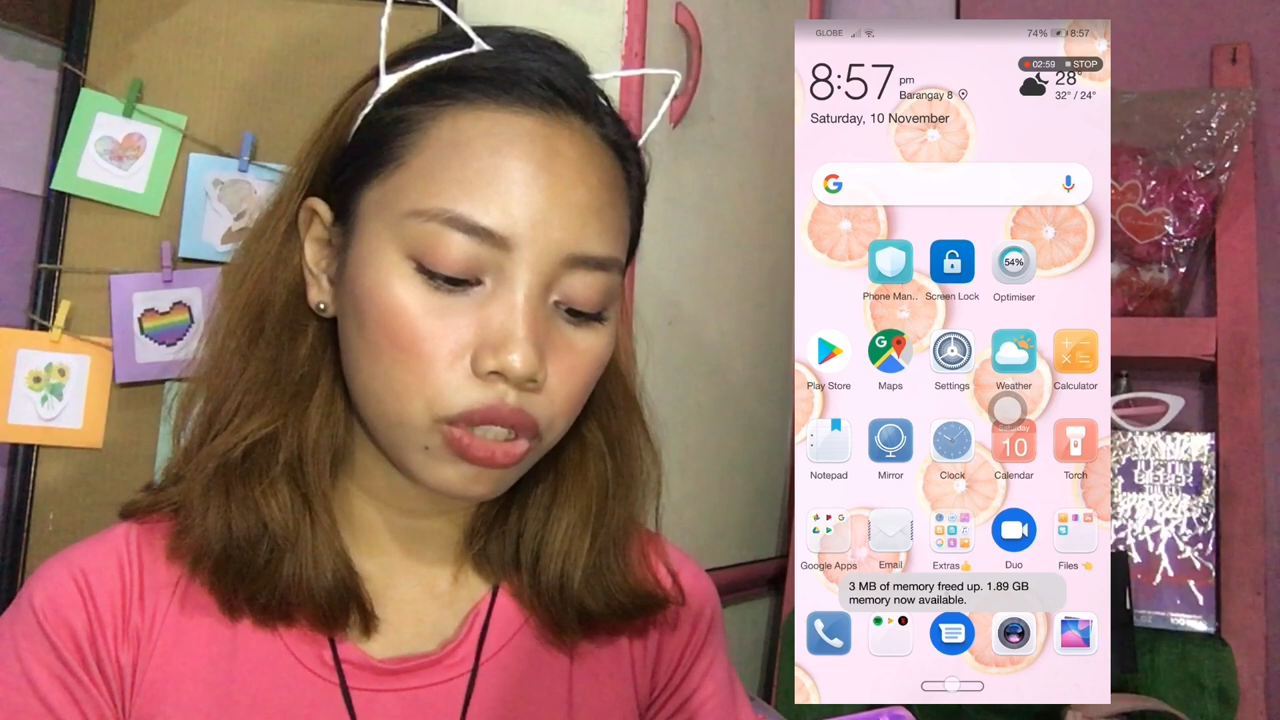 GLOBE
74% 8:57
02:59 STOP
8:57 pm
Barangay 8
28°
32° / 24°
Saturday, 10 November
G
54%
Phone Man..
Screen Lock
Optimiser
G
Play Store
Maps
Settings
Weather
Calculator
Saturday
10
Notepad
Mirror
Clock
Calendar
Torch
Google Apps
Email
Extras👍
Duo
Files 👈
3 MB of memory freed up. 1.89 GB
memory now available.